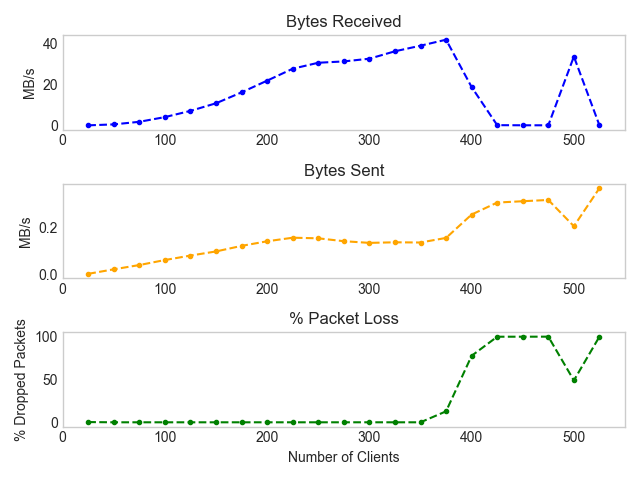 Bytes Received
MB/s
40
20
0
0 100 200 300 400 500
Bytes Sent
MB/s
0.2
0.0
0 100 200 300 400 500
% Packet Loss
% Dropped Packets
100
50
0
0 100 200 300 400 500
Number of Clients